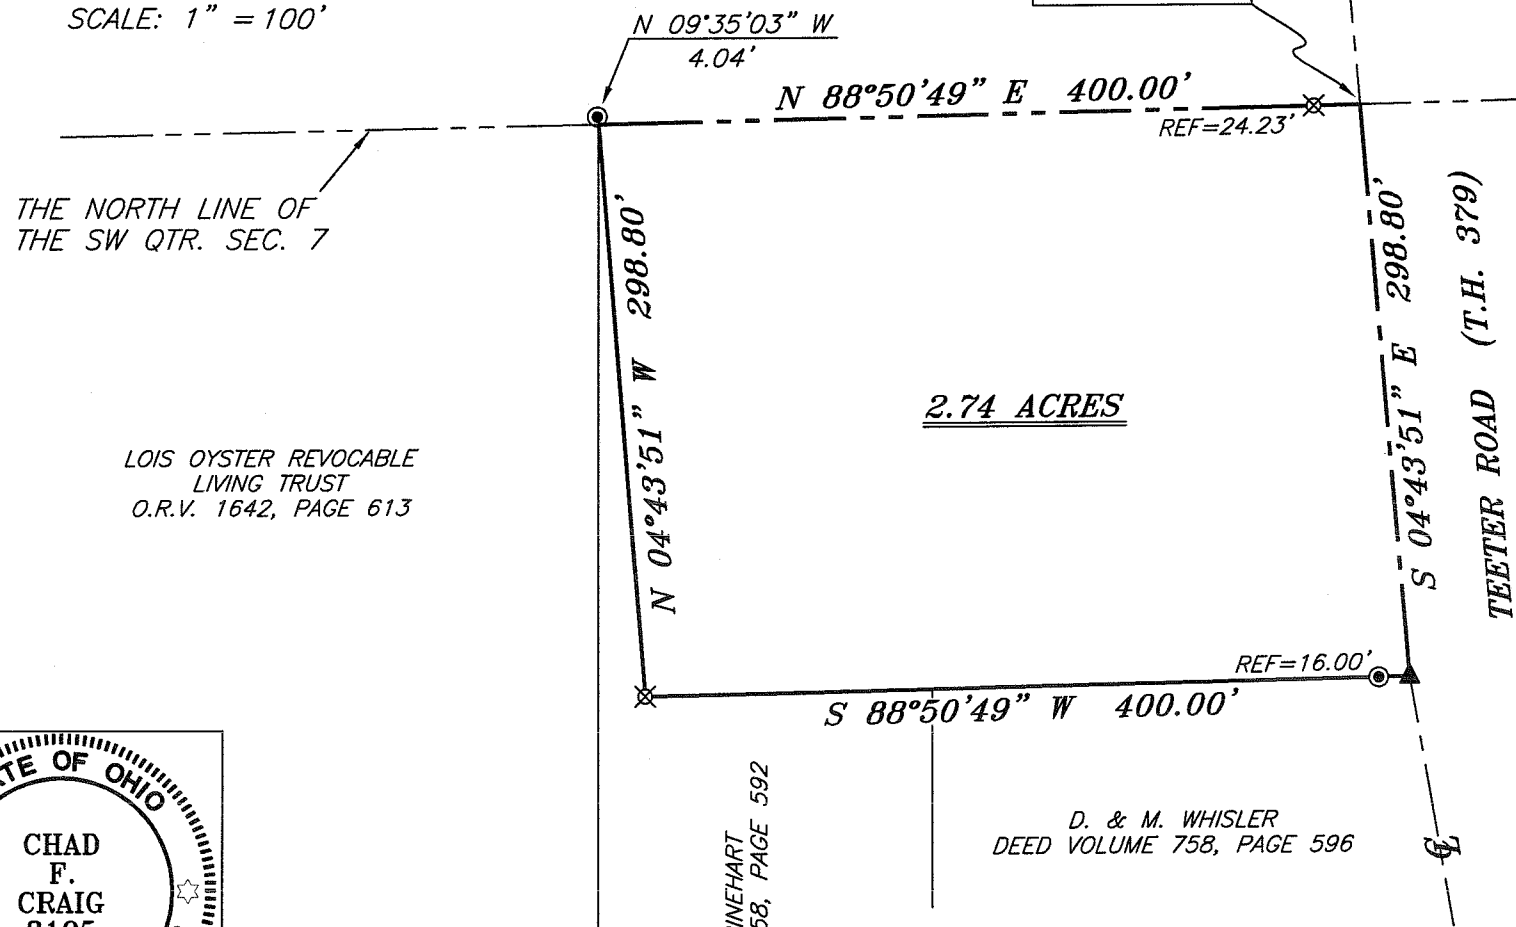 SCALE: 1" = 100'
N 09°35'03" W
4.04'
N 88°50'49" E 400.00'
REF=24.23'
THE NORTH LINE OF
THE SW QTR. SEC. 7
N 04°43'51" W 298.80'
S 04°43'51" E 298.80'
TEETER ROAD (T.H. 379)
2.74 ACRES
LOIS OYSTER REVOCABLE
LIVING TRUST
O.R.V. 1642, PAGE 613
REF=16.00'
S 88°50'49" W 400.00'
OF OHIO
CHAD
F.
CRAIG
INEHART
58, PAGE 592
D. & M. WHISLER
DEED VOLUME 758, PAGE 596